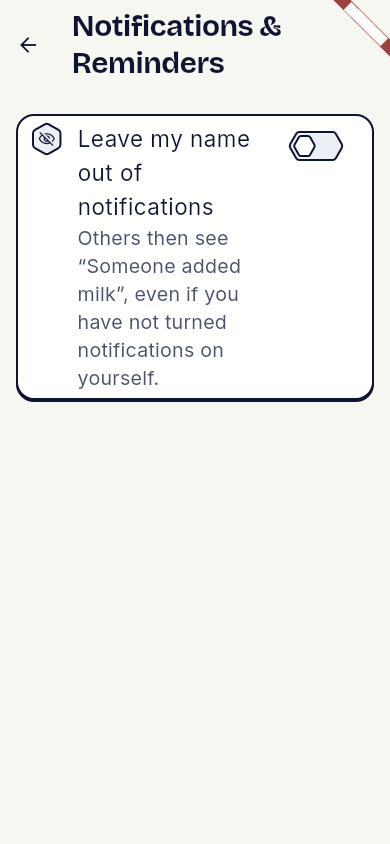 Notifications &
Reminders
Leave my name
out of
notifications
Others then see
“Someone added
milk”, even if you
have not turned
notifications on
yourself.